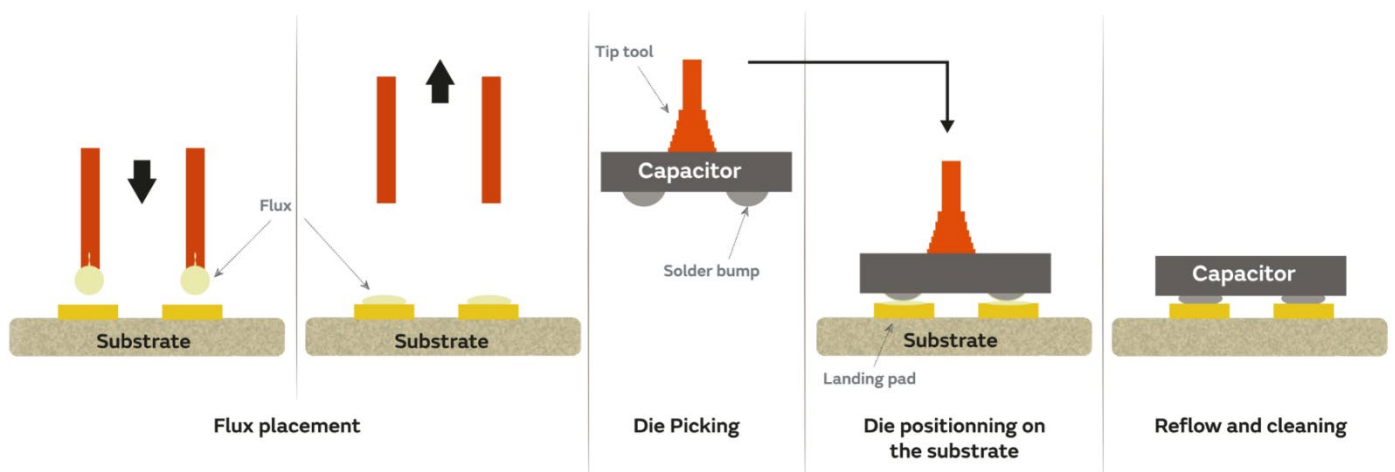 Flux
Substrate
Substrate
Flux placement
Tip tool
Capacitor
Solder bump
Die Picking
Substrate
Landing pad
Die positionning on
the substrate
Capacitor
Reflow and cleaning